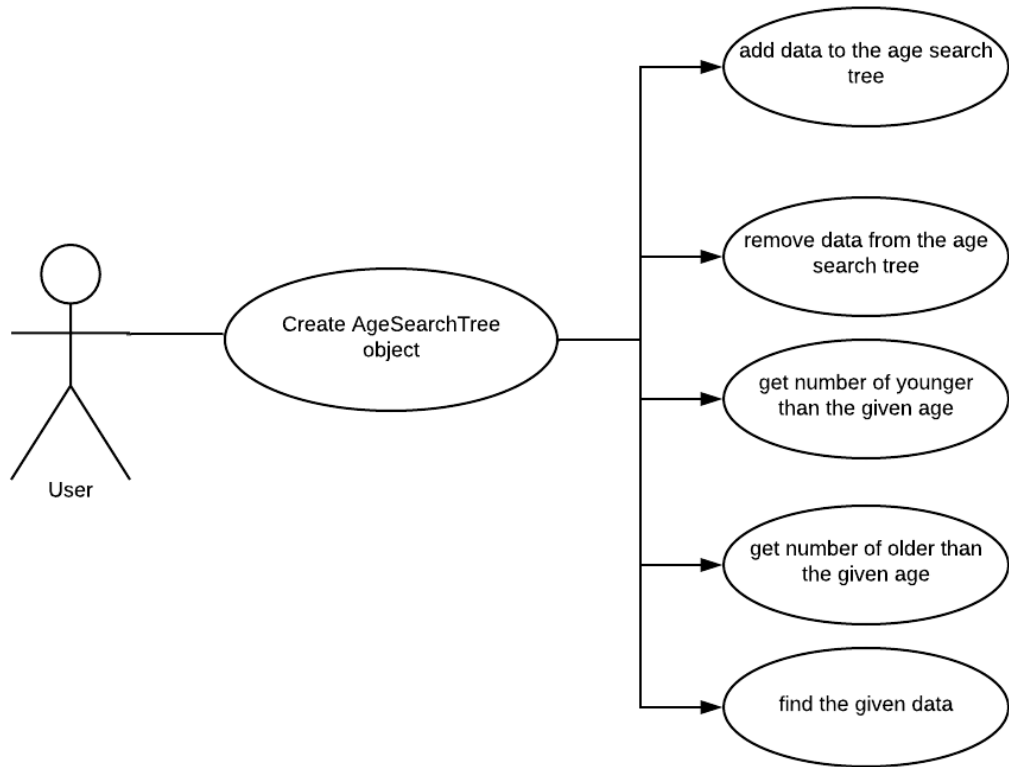 add data to the age search
tree
remove data from the age
search tree
Create AgeSearchTree
object
get number of younger
than the given age
User
get number of older than
the given age
find the given data